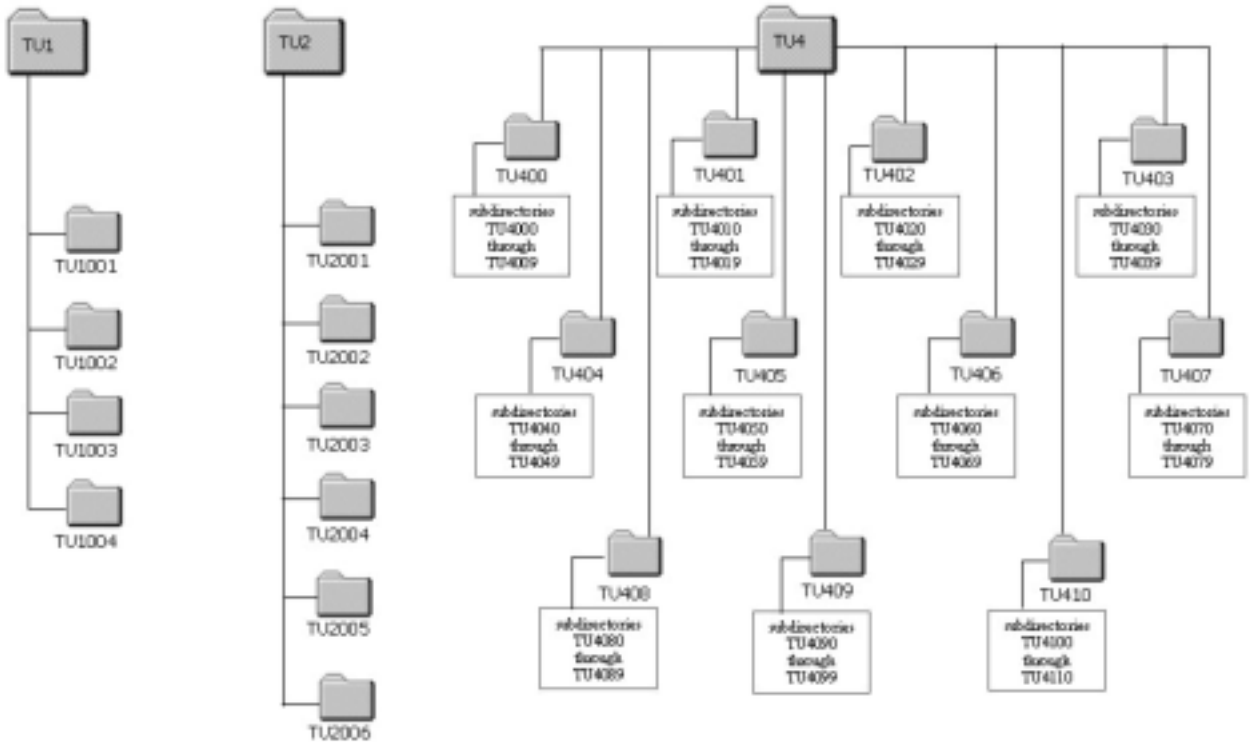 TU1
TU1001
TU1002
TU1003
TU1004
TU2
TU2001
TU2002
TU2003
TU2004
TU2005
TU2006
TU4
TU400
subdirectories
TU4000
through
TU4009
TU401
subdirectories
TU4010
through
TU4019
TU402
subdirectories
TU4020
through
TU4029
TU403
subdirectories
TU4030
through
TU4039
TU404
subdirectories
TU4040
through
TU4049
TU405
subdirectories
TU4050
through
TU4059
TU406
subdirectories
TU4060
through
TU4069
TU407
subdirectories
TU4070
through
TU4079
TU408
subdirectories
TU4080
through
TU4089
TU409
subdirectories
TU4090
through
TU4099
TU410
subdirectories
TU4100
through
TU4110